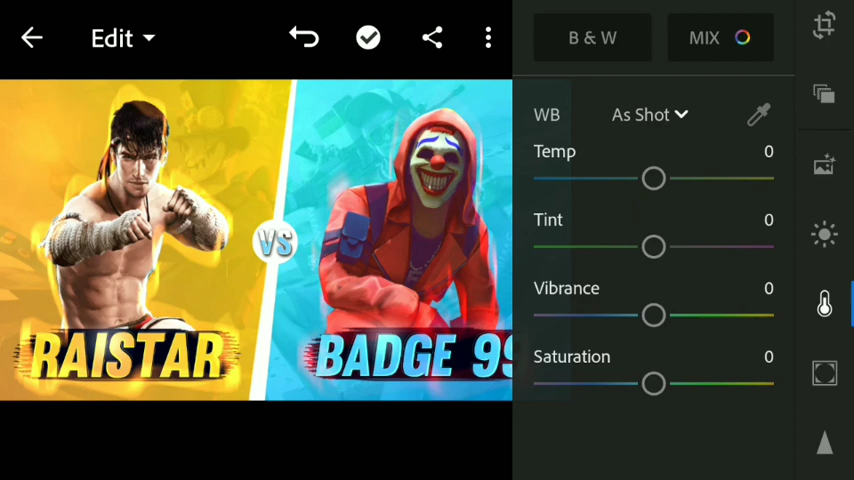 Edit
B & W
MIX
WB
As Shot
Temp
0
Tint
0
Vibrance
0
Saturation
0
VS
RAISTAR
BADGE 99